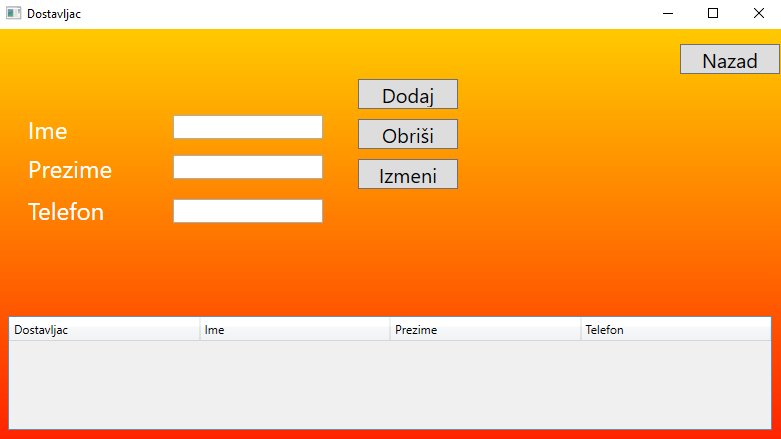 Dostavljac
Nazad
Dodaj
Ime
Obriši
Prezime
Izmeni
Telefon
Dostavljac Ime Prezime Telefon